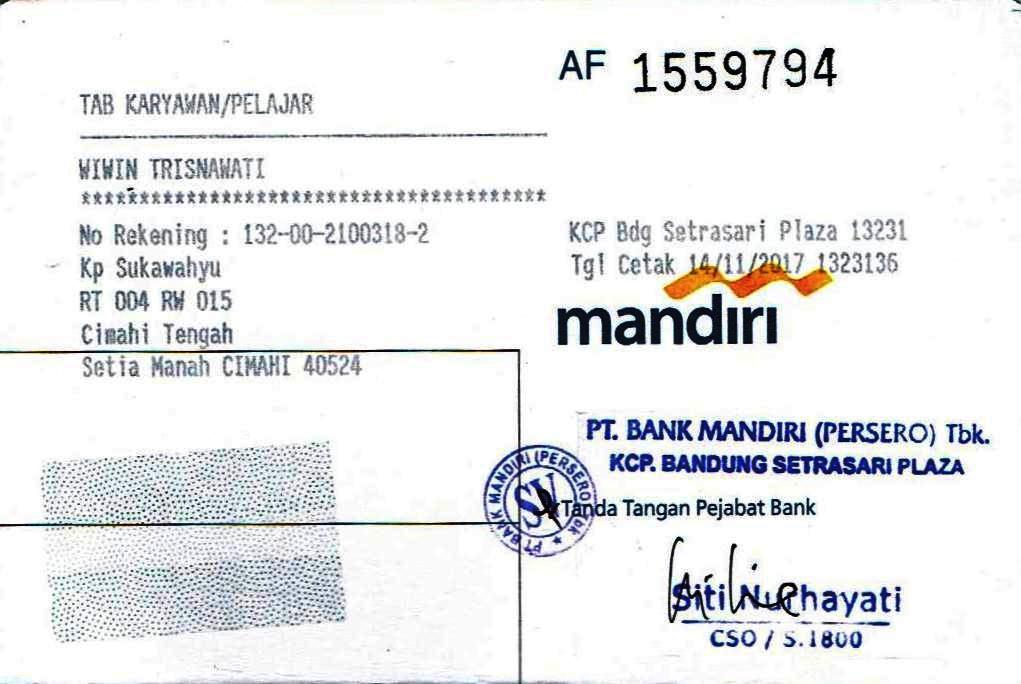 AF 1559794
TAB KARYAWAN/PELAJAR
WIWIN TRISNAWATI
****************************************
No Rekening : 132-00-2100318-2
Kp Sukawahyu
RT 004 RW 015
Cimahi Tengah
Setia Manah CIMAHI 40524
KCP Bdg Setrasari Plaza 13231
Tgl Cetak 14/11/2017 1323136
mandiri
PT. BANK MANDIRI (PERSERO) Tbk.
KCP. BANDUNG SETRASARI PLAZA
PT BANK MANDIRI (PERSERO) Tbk
SV
Tanda Tangan Pejabat Bank
Siti Nurhayati
CSO / S.1800